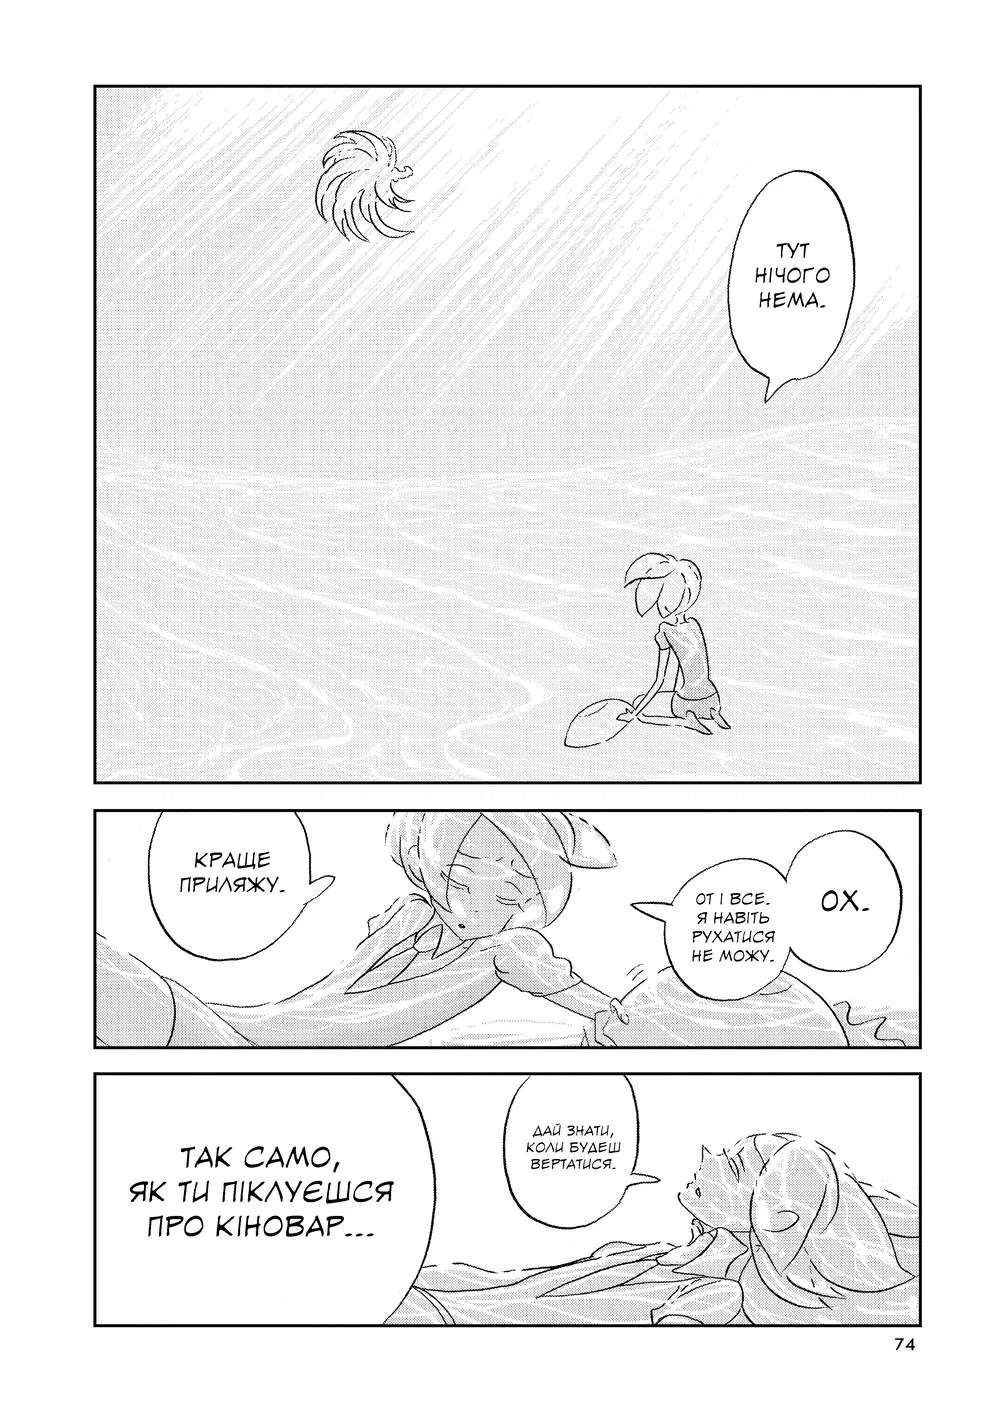 ТУТ
НІЧОГО
НЕМА.
ОХ.
ОТ І ВСЕ.
Я НАВІТЬ
РУХАТИСЯ
НЕ МОЖУ.
КРАЩЕ
ПРИЛЯЖУ.
ДАЙ ЗНАТИ,
КОЛИ БУДЕШ
ВЕРТАТИСЯ.
ТАК САМО,
ЯК ТИ ПІКЛУЄШСЯ
ПРО КІНОВАР...
74